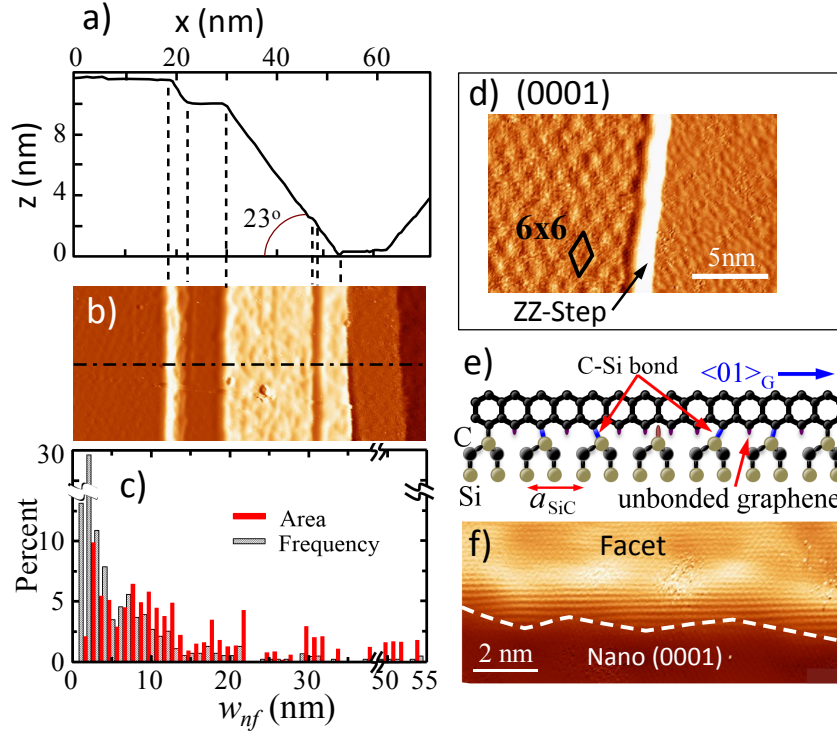 a)
x (nm)
0 20 40 60
z (nm)
8
4
0
23°
b)
c)
Percent
30
10
5
0
Area
Frequency
0 10 20 30 40 50 55
w_nf (nm)
d) (0001)
6x6
5nm
ZZ-Step
e)
C-Si bond
<01>_G
C
Si
a_SiC
unbonded graphene
f)
Facet
2 nm
Nano (0001)